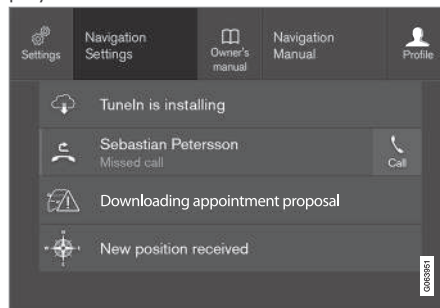 Settings
Navigation
Settings
Owner's
manual
Navigation
Manual
Profile
TuneIn is installing
Sebastian Petersson
Missed call
Call
Downloading appointment proposal
New position received
G063951